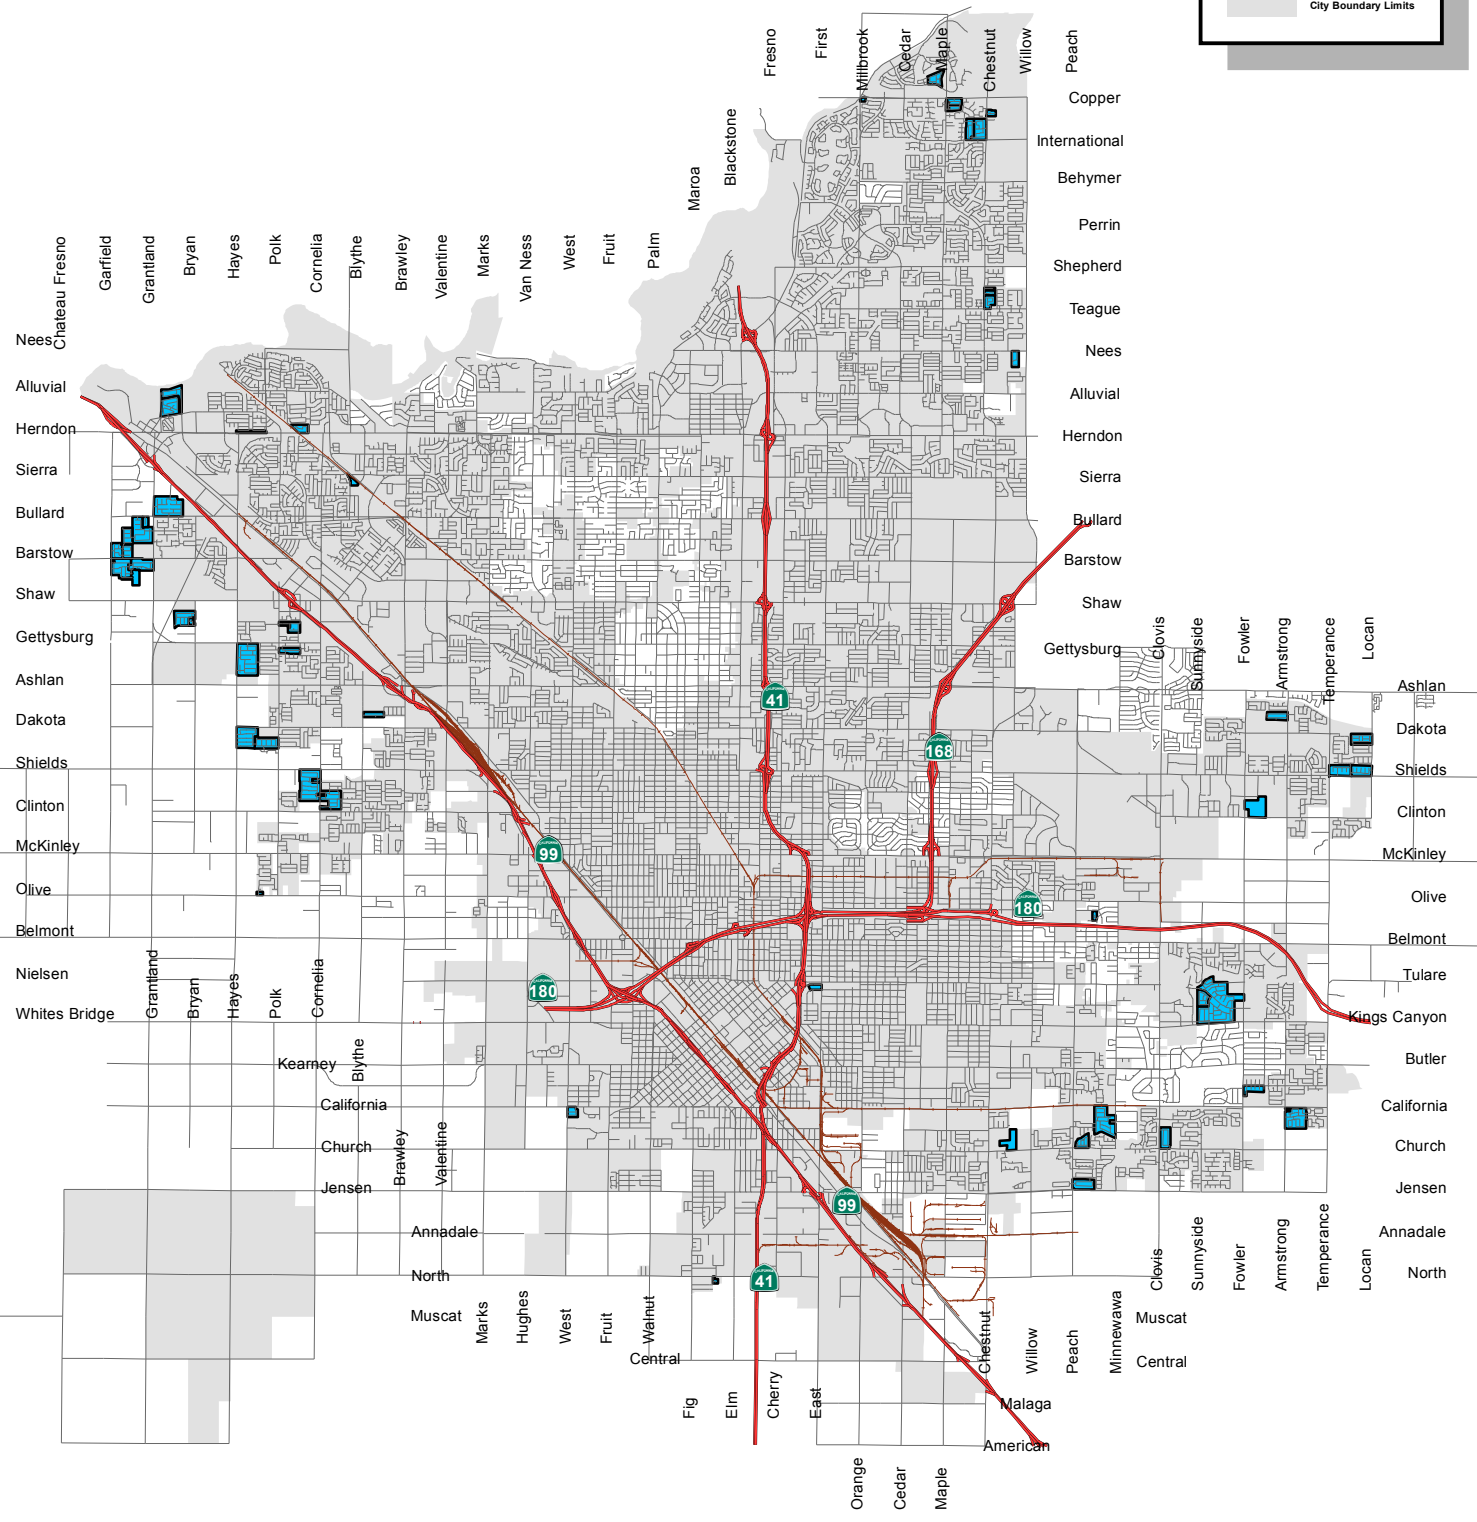 City Boundary Limits
Fresno
First
Millbrook
Cedar
Maple
Chestnut
Willow
Peach
Copper
International
Behymer
Perrin
Shepherd
Teague
Nees
Alluvial
Herndon
Sierra
Bullard
Barstow
Shaw
Gettysburg
Maroa
Blackstone
Chateau Fresno
Garfield
Grantland
Bryan
Hayes
Polk
Cornelia
Blythe
Brawley
Valentine
Marks
Van Ness
West
Fruit
Palm
Nees
Alluvial
Herndon
Sierra
Bullard
Barstow
Shaw
Gettysburg
Ashlan
Dakota
Shields
Clinton
McKinley
Olive
Belmont
Nielsen
Whites Bridge
Clovis
Sunnyside
Fowler
Armstrong
Temperance
Locan
Ashlan
Dakota
Shields
Clinton
McKinley
Olive
Belmont
Tulare
Kings Canyon
Butler
California
Church
Jensen
Annadale
North
41
168
99
180
180
99
41
Grantland
Bryan
Hayes
Polk
Cornelia
Kearney
Blythe
California
Church
Jensen
Brawley
Valentine
Annadale
North
Muscat
Marks
Hughes
West
Fruit
Walnut
Central
Fig
Elm
Cherry
East
Orange
Cedar
Maple
Chestnut
Willow
Peach
Minnewawa
Clovis
Sunnyside
Fowler
Armstrong
Temperance
Locan
Muscat
Central
Malaga
American